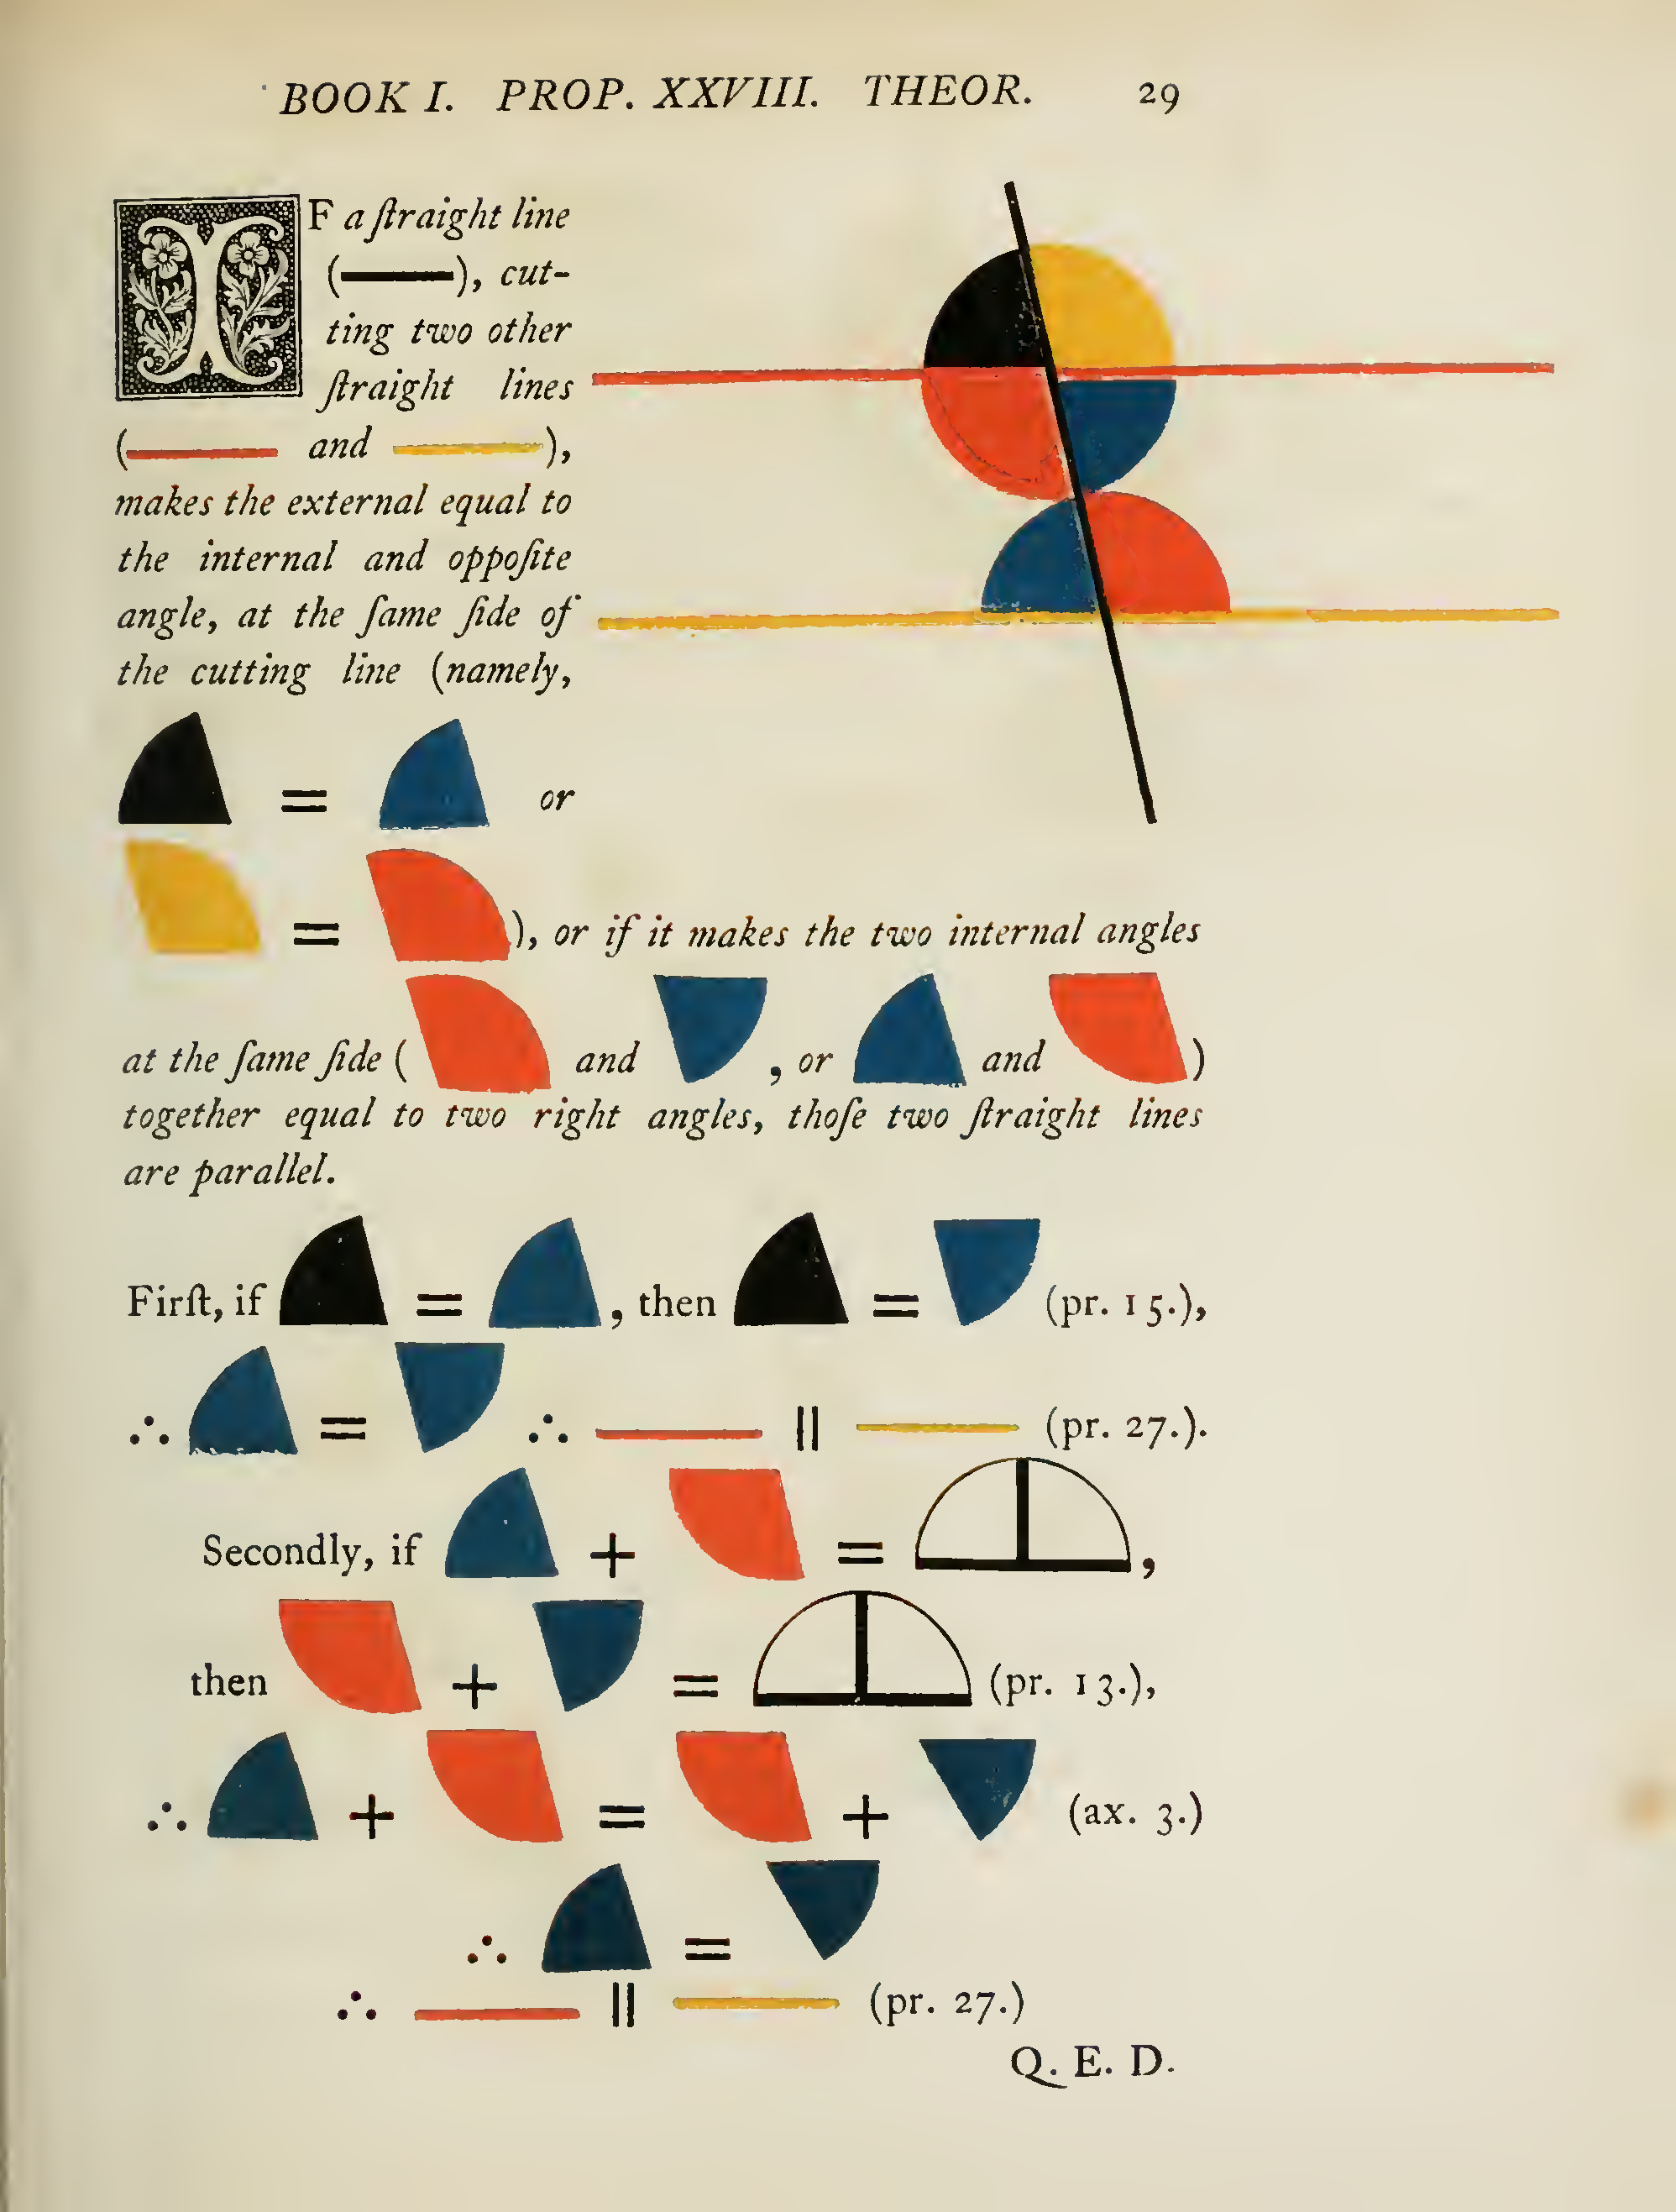 BOOK I. PROP. XXVIII. THEOR. 29
IF a ſtraight line
( ), cut-
ting two other
ſtraight lines
( and ),
makes the external equal to
the internal and oppoſite
angle, at the ſame ſide of
the cutting line (namely,
= or
= ), or if it makes the two internal angles
at the ſame ſide ( and , or and )
together equal to two right angles, thoſe two ſtraight lines
are parallel.
Firſt, if = , then = (pr. 15.),
∴ = ∴ || (pr. 27.).
Secondly, if + = ,
then + = (pr. 13.),
∴ + = + (ax. 3.)
∴ =
∴ || (pr. 27.)
Q. E. D.